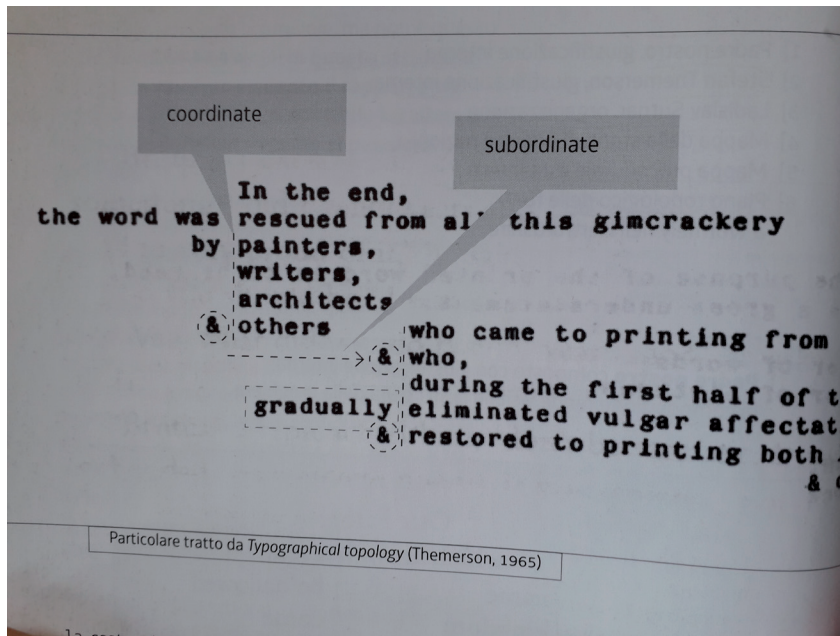 coordinate
subordinate
In the end,
the word was rescued from all this gimcrackery
by painters,
writers,
architects
& others
who came to printing from
& who,
during the first half of
gradually eliminated vulgar
& restored to printing both
&
Particolare tratto da Typographical topology (Themerson, 1965)